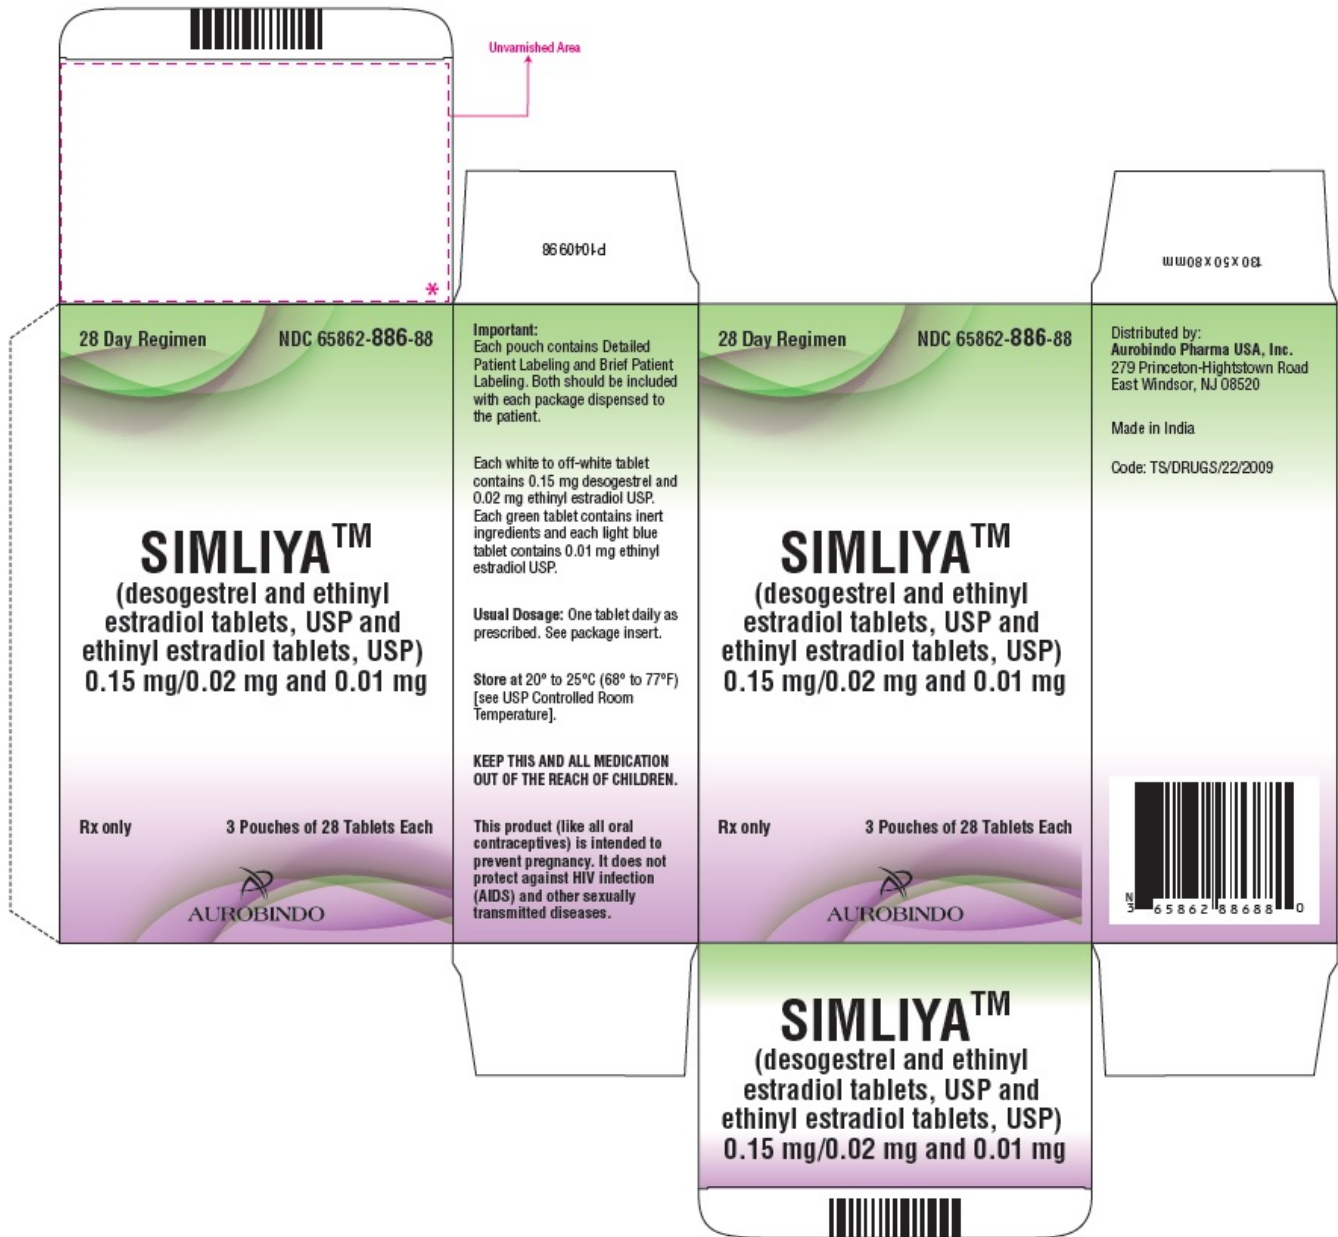 Unvarnished Area
*
P1040998
130 x 50 x 80mm
28 Day Regimen NDC 65862-886-88
SIMLIYA™
(desogestrel and ethinyl
estradiol tablets, USP and
ethinyl estradiol tablets, USP)
0.15 mg/0.02 mg and 0.01 mg
Rx only 3 Pouches of 28 Tablets Each
AUROBINDO
Important:
Each pouch contains Detailed
Patient Labeling and Brief Patient
Labeling. Both should be included
with each package dispensed to
the patient.
Each white to off-white tablet
contains 0.15 mg desogestrel and
0.02 mg ethinyl estradiol USP.
Each green tablet contains inert
ingredients and each light blue
tablet contains 0.01 mg ethinyl
estradiol USP.
Usual Dosage: One tablet daily as
prescribed. See package insert.
Store at 20° to 25°C (68° to 77°F)
[see USP Controlled Room
Temperature].
KEEP THIS AND ALL MEDICATION
OUT OF THE REACH OF CHILDREN.
This product (like all oral
contraceptives) is intended to
prevent pregnancy. It does not
protect against HIV infection
(AIDS) and other sexually
transmitted diseases.
28 Day Regimen NDC 65862-886-88
SIMLIYA™
(desogestrel and ethinyl
estradiol tablets, USP and
ethinyl estradiol tablets, USP)
0.15 mg/0.02 mg and 0.01 mg
Rx only 3 Pouches of 28 Tablets Each
AUROBINDO
Distributed by:
Aurobindo Pharma USA, Inc.
279 Princeton-Hightstown Road
East Windsor, NJ 08520
Made in India
Code: TS/DRUGS/22/2009
N
3 65862 88688 0
SIMLIYA™
(desogestrel and ethinyl
estradiol tablets, USP and
ethinyl estradiol tablets, USP)
0.15 mg/0.02 mg and 0.01 mg